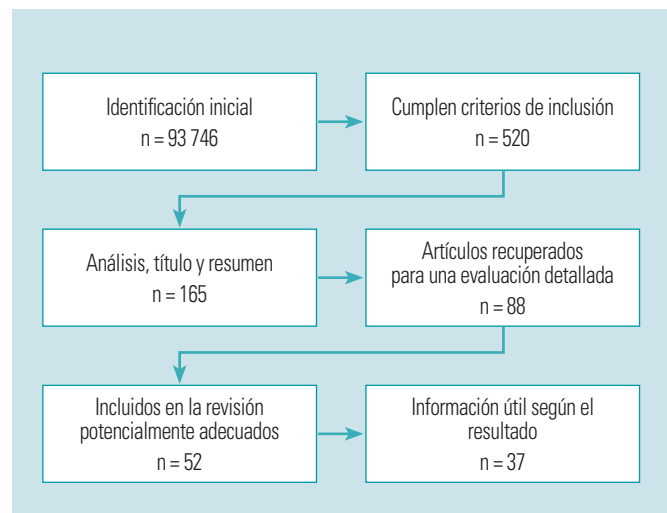 Identificación inicial
n = 93 746
Cumplen criterios de inclusión
n = 520
Análisis, título y resumen
n = 165
Artículos recuperados
para una evaluación detallada
n = 88
Incluidos en la revisión
potencialmente adecuados
n = 52
Información útil según el
resultado
n = 37